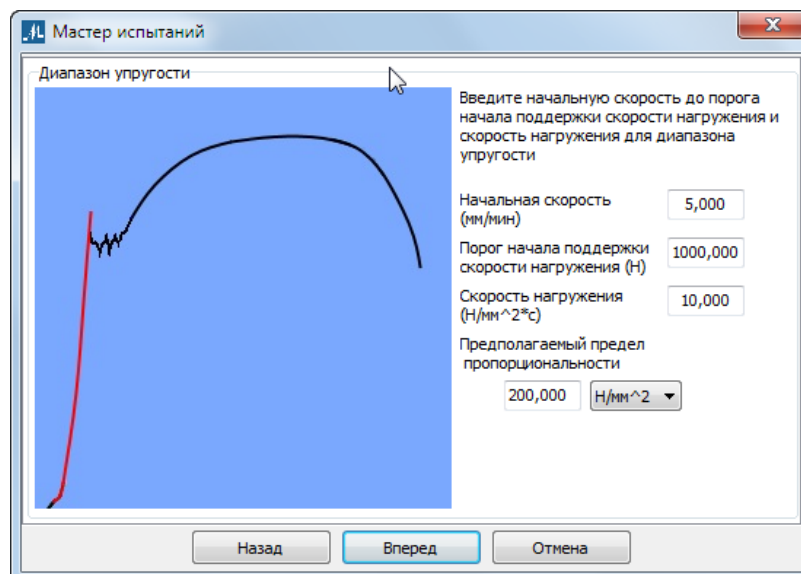 Мастер испытаний
Диапазон упругости
Введите начальную скорость до порога
начала поддержки скорости нагружения и
скорость нагружения для диапазона
упругости
Начальная скорость
(мм/мин)
5,000
Порог начала поддержки
скорости нагружения (Н)
1000,000
Скорость нагружения
(Н/мм^2*с)
10,000
Предполагаемый предел
пропорциональности
200,000
Н/мм^2
Назад
Вперед
Отмена